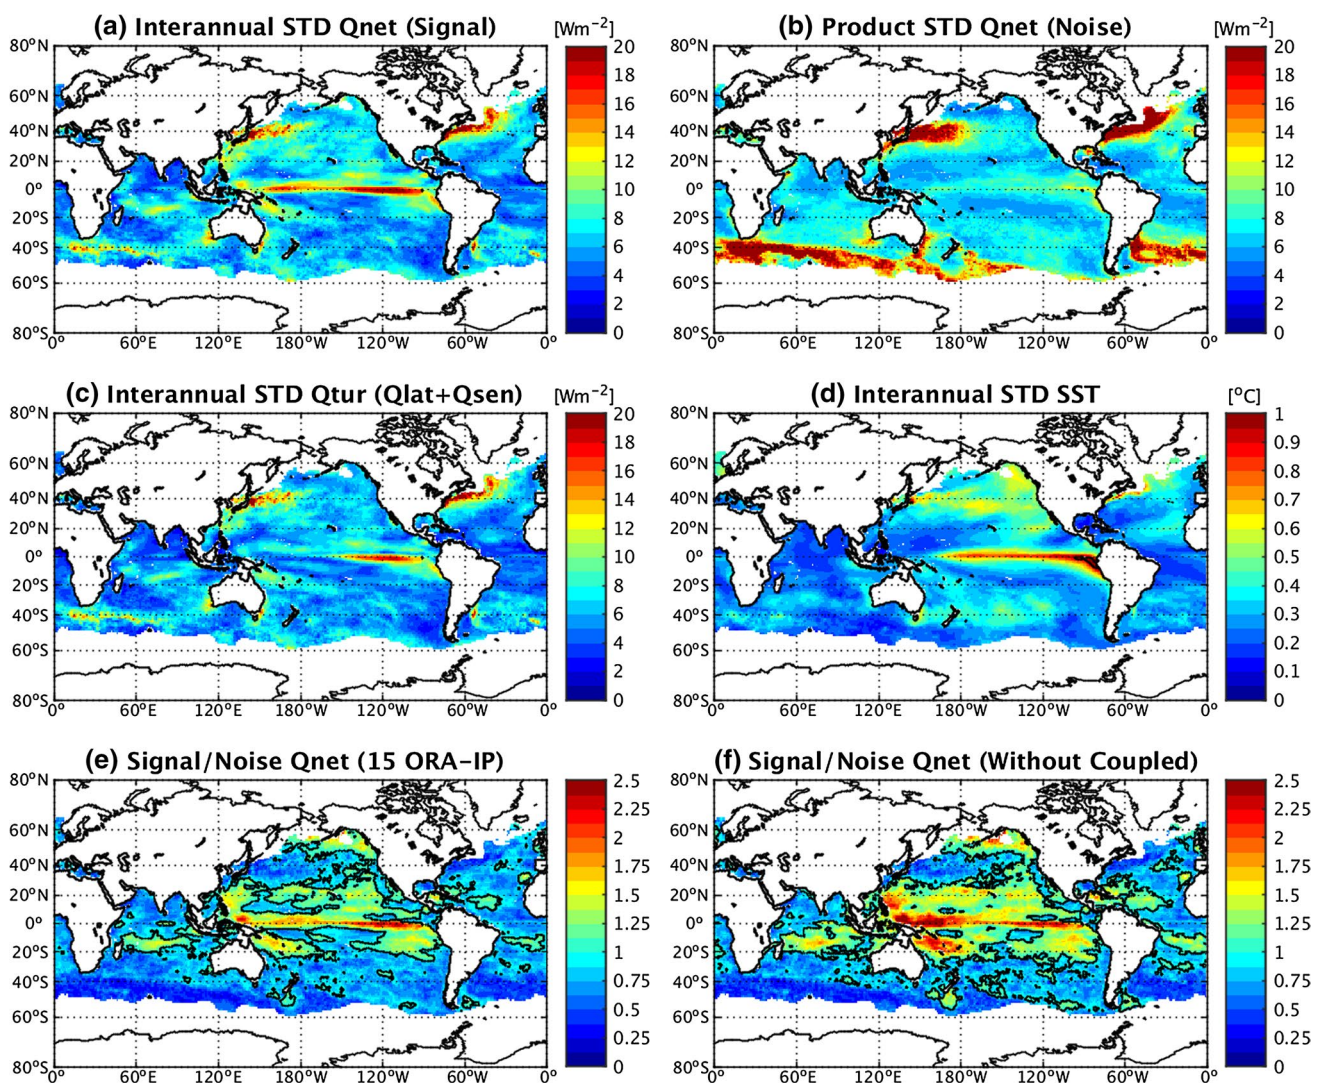 (a) Interannual STD Qnet (Signal) [Wm⁻²]
80°N
60°N
40°N
20°N
0°
20°S
40°S
60°S
80°S
0° 60°E 120°E 180°W 120°W 60°W 0°
20
18
16
14
12
10
8
6
4
2
0
(b) Product STD Qnet (Noise) [Wm⁻²]
80°N
60°N
40°N
20°N
0°
20°S
40°S
60°S
80°S
0° 60°E 120°E 180°W 120°W 60°W 0°
20
18
16
14
12
10
8
6
4
2
0
(c) Interannual STD Qtur (Qlat+Qsen) [Wm⁻²]
80°N
60°N
40°N
20°N
0°
20°S
40°S
60°S
80°S
0° 60°E 120°E 180°W 120°W 60°W 0°
20
18
16
14
12
10
8
6
4
2
0
(d) Interannual STD SST [°C]
80°N
60°N
40°N
20°N
0°
20°S
40°S
60°S
80°S
0° 60°E 120°E 180°W 120°W 60°W 0°
1
0.9
0.8
0.7
0.6
0.5
0.4
0.3
0.2
0.1
0
(e) Signal/Noise Qnet (15 ORA-IP)
80°N
60°N
40°N
20°N
0°
20°S
40°S
60°S
80°S
0° 60°E 120°E 180°W 120°W 60°W 0°
2.5
2.25
2
1.75
1.5
1.25
1
0.75
0.5
0.25
0
(f) Signal/Noise Qnet (Without Coupled)
80°N
60°N
40°N
20°N
0°
20°S
40°S
60°S
80°S
0° 60°E 120°E 180°W 120°W 60°W 0°
2.5
2.25
2
1.75
1.5
1.25
1
0.75
0.5
0.25
0